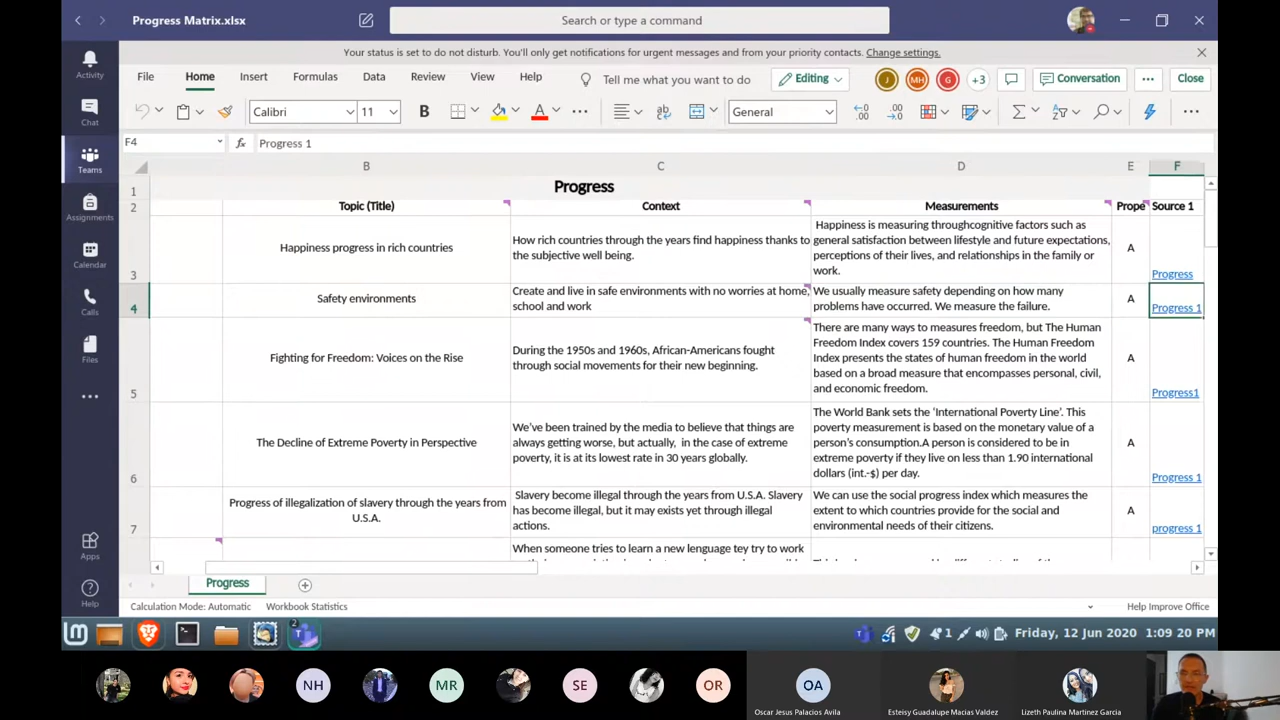 Progress Matrix.xlsx
Search or type a command
Your status is set to do not disturb. You'll only get notifications for urgent messages and from your priority contacts. Change settings.
Activity
Chat
Teams
Assignments
Calendar
Calls
Files
Apps
Help
File Home Insert Formulas Data Review View Help Tell me what you want to do Editing J MH G +3 Conversation Close
Calibri 11 B A General
F4 fx Progress 1
B C D E F
1 Progress
2 Topic (Title) Context Measurements Prope Source 1
3 Happiness progress in rich countries
How rich countries through the years find happiness thanks to
the subjective well being.
Happiness is measuring throughcognitive factors such as
general satisfaction between lifestyle and future expectations,
perceptions of their lives, and relationships in the family or
work.
A
Progress
4 Safety environments
Create and live in safe environments with no worries at home,
school and work
We usually measure safety depending on how many
problems have occurred. We measure the failure.
A
Progress 1
5 Fighting for Freedom: Voices on the Rise
During the 1950s and 1960s, African-Americans fought
through social movements for their new beginning.
There are many ways to measures freedom, but The Human
Freedom Index covers 159 countries. The Human Freedom
Index presents the states of human freedom in the world
based on a broad measure that encompasses personal, civil,
and economic freedom.
A
Progress1
6 The Decline of Extreme Poverty in Perspective
We've been trained by the media to believe that things are
always getting worse, but actually, in the case of extreme
poverty, it is at its lowest rate in 30 years globally.
The World Bank sets the 'International Poverty Line'. This
poverty measurement is based on the monetary value of a
person's consumption.A person is considered to be in
extreme poverty if they live on less than 1.90 international
dollars (int.-$) per day.
A
Progress 1
7 Progress of illegalization of slavery through the years from
U.S.A.
Slavery become illegal through the years from U.S.A. Slavery
has become illegal, but it may exists yet through illegal
actions.
We can use the social progress index which measures the
extent to which countries provide for the social and
environmental needs of their citizens.
A
progress 1
When someone tries to learn a new lenguage tey try to work
Progress
Calculation Mode: Automatic Workbook Statistics Help Improve Office
2 1 Friday, 12 Jun 2020 1:09:20 PM
NH MR SE OR OA
Oscar Jesus Palacios Avila Esteisy Guadalupe Macias Valdez Lizeth Paulina Martinez Garcia